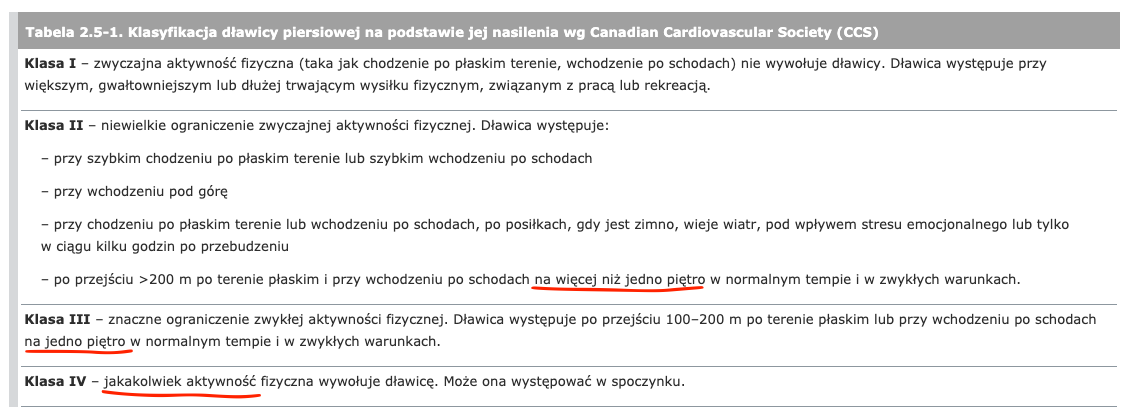 Tabela 2.5-1. Klasyfikacja dławicy piersiowej na podstawie jej nasilenia wg Canadian Cardiovascular Society (CCS)
Klasa I – zwyczajna aktywność fizyczna (taka jak chodzenie po płaskim terenie, wchodzenie po schodach) nie wywołuje dławicy. Dławica występuje przy
większym, gwałtowniejszym lub dłużej trwającym wysiłku fizycznym, związanym z pracą lub rekreacją.
Klasa II – niewielkie ograniczenie zwyczajnej aktywności fizycznej. Dławica występuje:
– przy szybkim chodzeniu po płaskim terenie lub szybkim wchodzeniu po schodach
– przy wchodzeniu pod górę
– przy chodzeniu po płaskim terenie lub wchodzeniu po schodach, po posiłkach, gdy jest zimno, wieje wiatr, pod wpływem stresu emocjonalnego lub tylko
w ciągu kilku godzin po przebudzeniu
– po przejściu >200 m po terenie płaskim i przy wchodzeniu po schodach na więcej niż jedno piętro w normalnym tempie i w zwykłych warunkach.
Klasa III – znaczne ograniczenie zwykłej aktywności fizycznej. Dławica występuje po przejściu 100–200 m po terenie płaskim lub przy wchodzeniu po schodach
na jedno piętro w normalnym tempie i w zwykłych warunkach.
Klasa IV – jakakolwiek aktywność fizyczna wywołuje dławicę. Może ona występować w spoczynku.